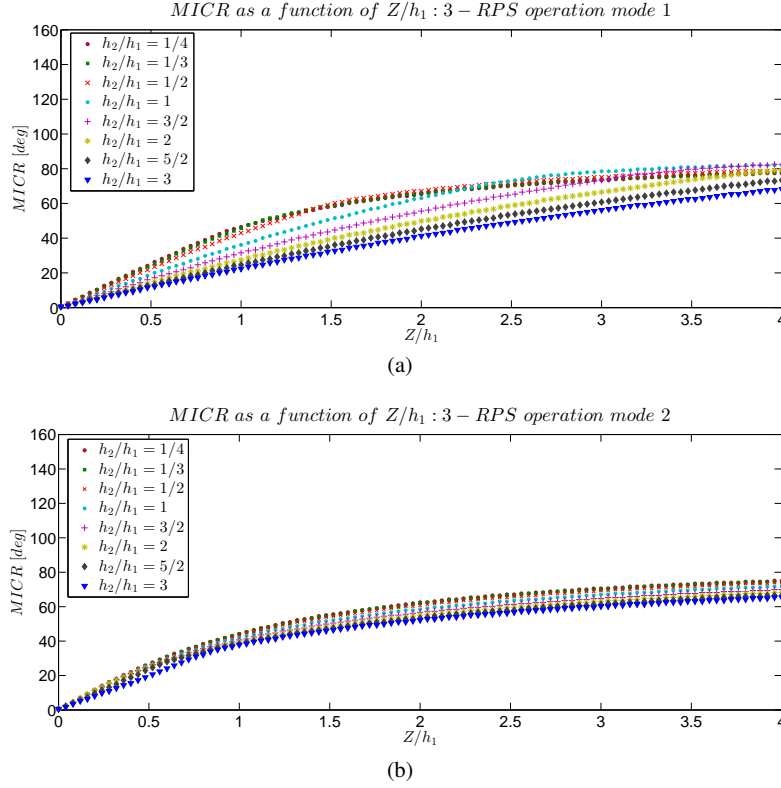 MICR as a function of Z/h₁ : 3 − RPS operation mode 1
160
140
120
100
80
60
40
20
0
MICR [deg]
h₂/h₁ = 1/4
h₂/h₁ = 1/3
h₂/h₁ = 1/2
h₂/h₁ = 1
h₂/h₁ = 3/2
h₂/h₁ = 2
h₂/h₁ = 5/2
h₂/h₁ = 3
0 0.5 1 1.5 2 2.5 3 3.5 4
Z/h₁
(a)
MICR as a function of Z/h₁ : 3 − RPS operation mode 2
160
140
120
100
80
60
40
20
0
MICR [deg]
h₂/h₁ = 1/4
h₂/h₁ = 1/3
h₂/h₁ = 1/2
h₂/h₁ = 1
h₂/h₁ = 3/2
h₂/h₁ = 2
h₂/h₁ = 5/2
h₂/h₁ = 3
0 0.5 1 1.5 2 2.5 3 3.5 4
Z/h₁
(b)